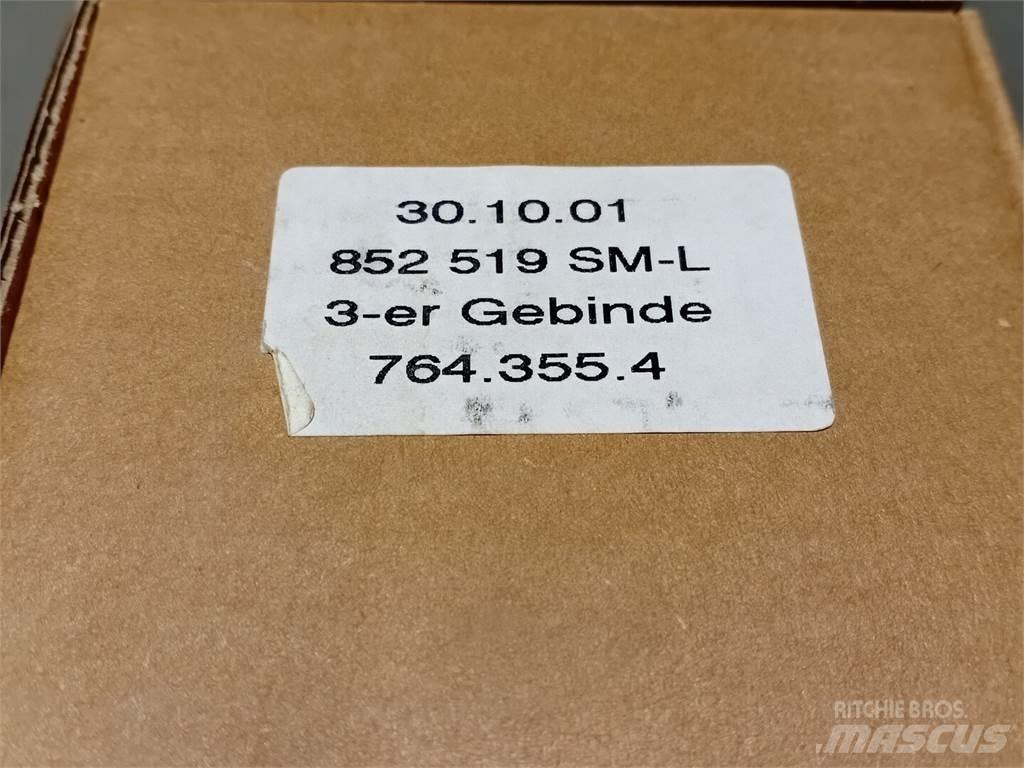 30.10.01
852 519 SM-L
3-er Gebinde
764.355.4
RITCHIE BROS.
MASCUS